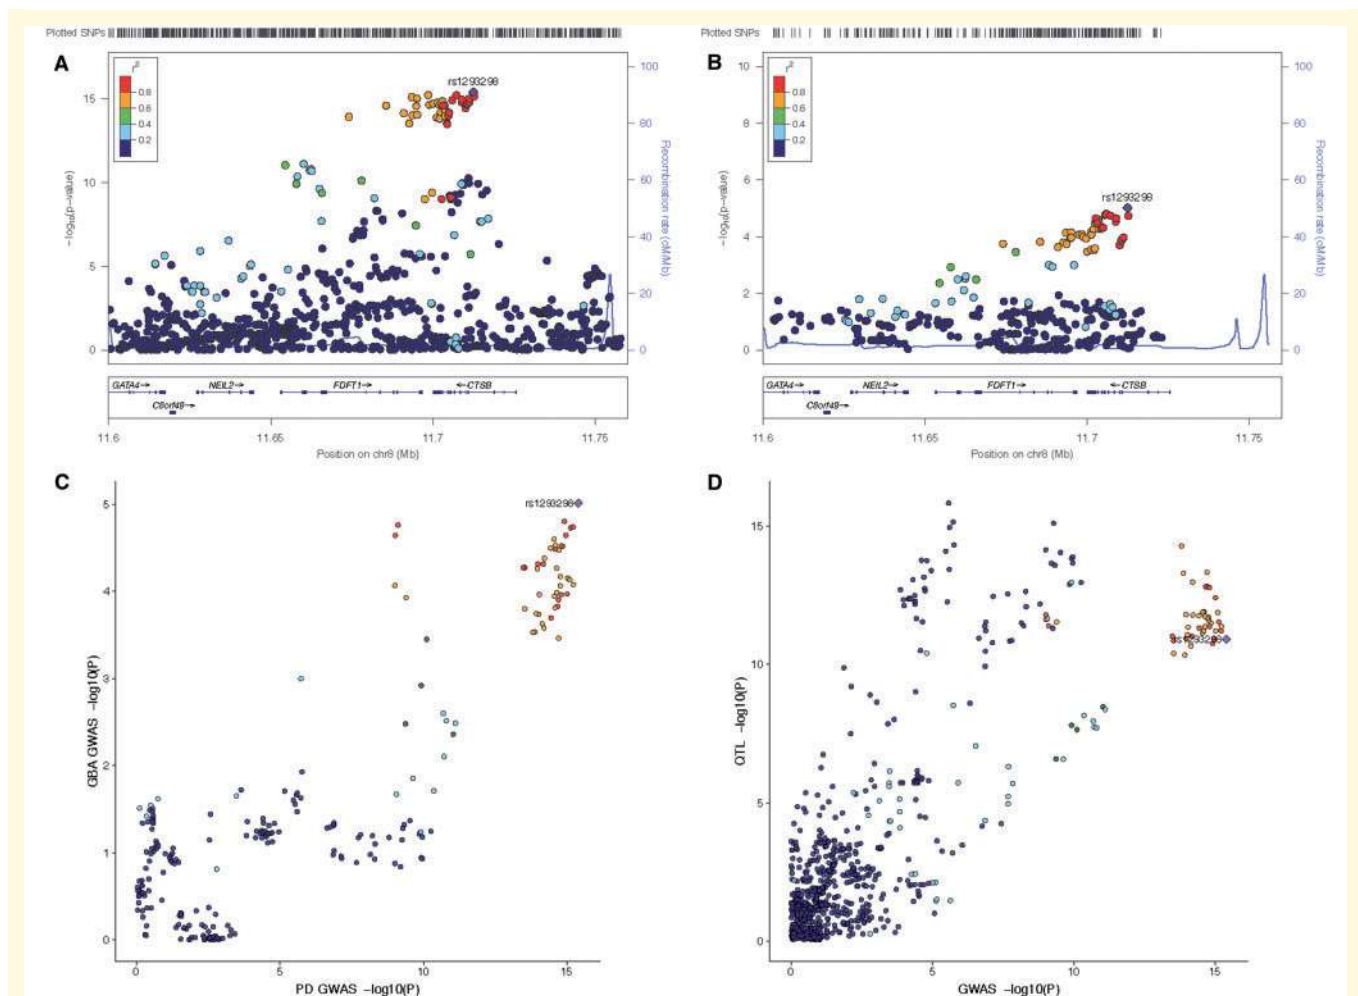 Plotted SNPs
A
rs1293298
r²
0.8
0.6
0.4
0.2
15
10
5
0
−log₁₀(p−value)
100
80
60
40
20
0
Recombination rate (cM/Mb)
GATA4→
NEIL2→
FDFT1→
←CTSB
C8orf49→
11.6
11.65
11.7
11.75
Position on chr8 (Mb)
Plotted SNPs
B
rs1293298
r²
0.8
0.6
0.4
0.2
10
8
6
4
2
0
−log₁₀(p−value)
100
80
60
40
20
0
Recombination rate (cM/Mb)
GATA4→
NEIL2→
FDFT1→
←CTSB
C8orf49→
11.6
11.65
11.7
11.75
Position on chr8 (Mb)
C
rs1293298
5
4
3
2
1
0
GBA GWAS −log10(P)
0
5
10
15
PD GWAS −log10(P)
D
rs1293298
15
10
5
0
QTL −log10(P)
0
5
10
15
GWAS −log10(P)